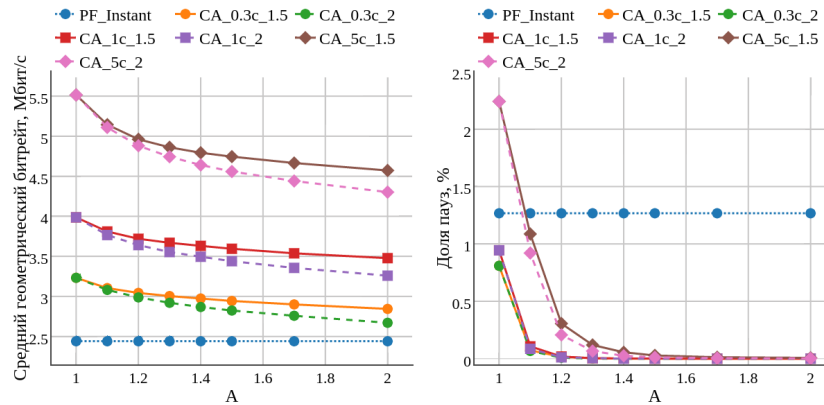 PF_Instant CA_0.3c_1.5 CA_0.3c_2
CA_1c_1.5 CA_1c_2 CA_5c_1.5
CA_5c_2
Средний геометрический битрейт, Мбит/с
5.5
5
4.5
4
3.5
3
2.5
1 1.2 1.4 1.6 1.8 2
A
PF_Instant CA_0.3c_1.5 CA_0.3c_2
CA_1c_1.5 CA_1c_2 CA_5c_1.5
CA_5c_2
Доля пауз, %
2.5
2
1.5
1
0.5
0
1 1.2 1.4 1.6 1.8 2
A